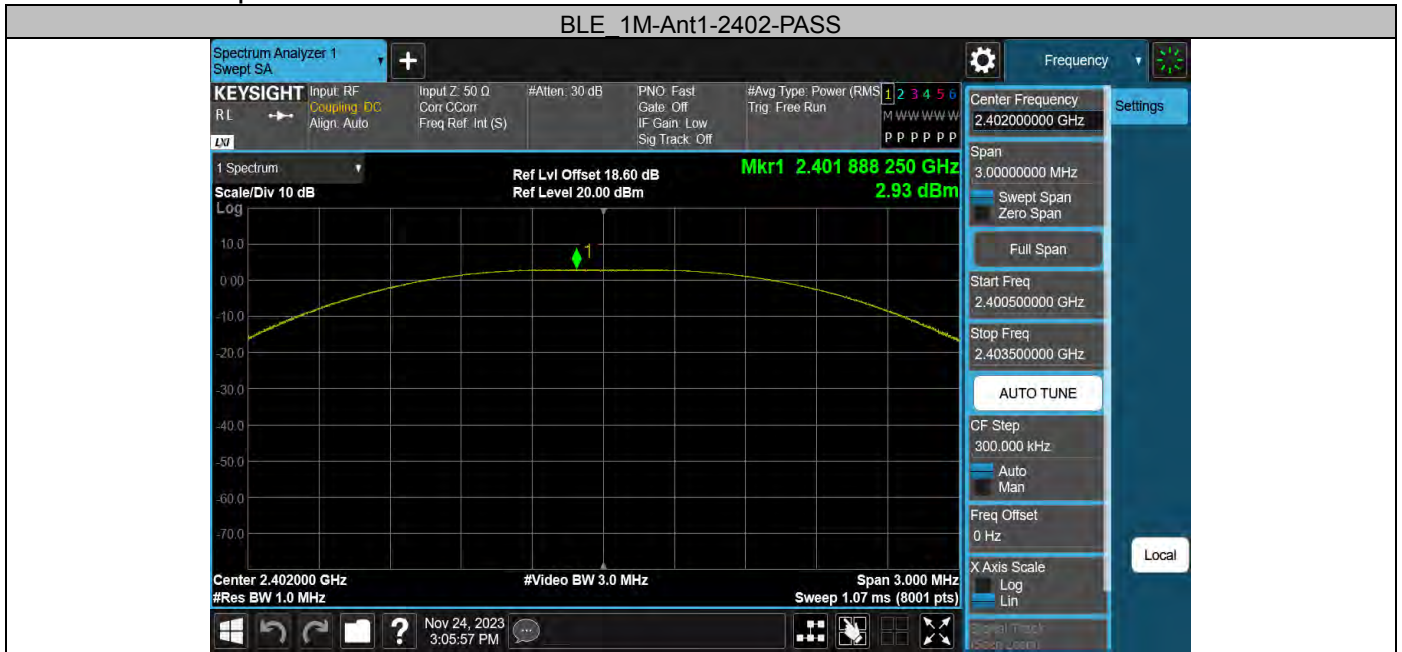 BLE_1M-Ant1-2402-PASS
Spectrum Analyzer 1
Swept SA
+
Frequency
KEYSIGHT
R L
LXI
Input: RF
Coupling: DC
Align: Auto
Input Z: 50 Ω
Corr CCorr
Freq Ref: Int (S)
#Atten: 30 dB
PNO: Fast
Gate: Off
IF Gain: Low
Sig Track: Off
#Avg Type: Power (RMS
Trig: Free Run
1 2 3 4 5 6
M W W W W W
P P P P P P
Center Frequency
2.402000000 GHz
Settings
Span
3.00000000 MHz
Swept Span
Zero Span
Full Span
Start Freq
2.400500000 GHz
Stop Freq
2.403500000 GHz
AUTO TUNE
CF Step
300.000 kHz
Auto
Man
Freq Offset
0 Hz
X Axis Scale
Log
Lin
Local
1 Spectrum
Scale/Div 10 dB
Log
Ref Lvl Offset 18.60 dB
Ref Level 20.00 dBm
Mkr1 2.401 888 250 GHz
2.93 dBm
1
10.0
0.00
-10.0
-20.0
-30.0
-40.0
-50.0
-60.0
-70.0
Center 2.402000 GHz
#Res BW 1.0 MHz
#Video BW 3.0 MHz
Span 3.000 MHz
Sweep 1.07 ms (8001 pts)
?
Nov 24, 2023
3:05:57 PM